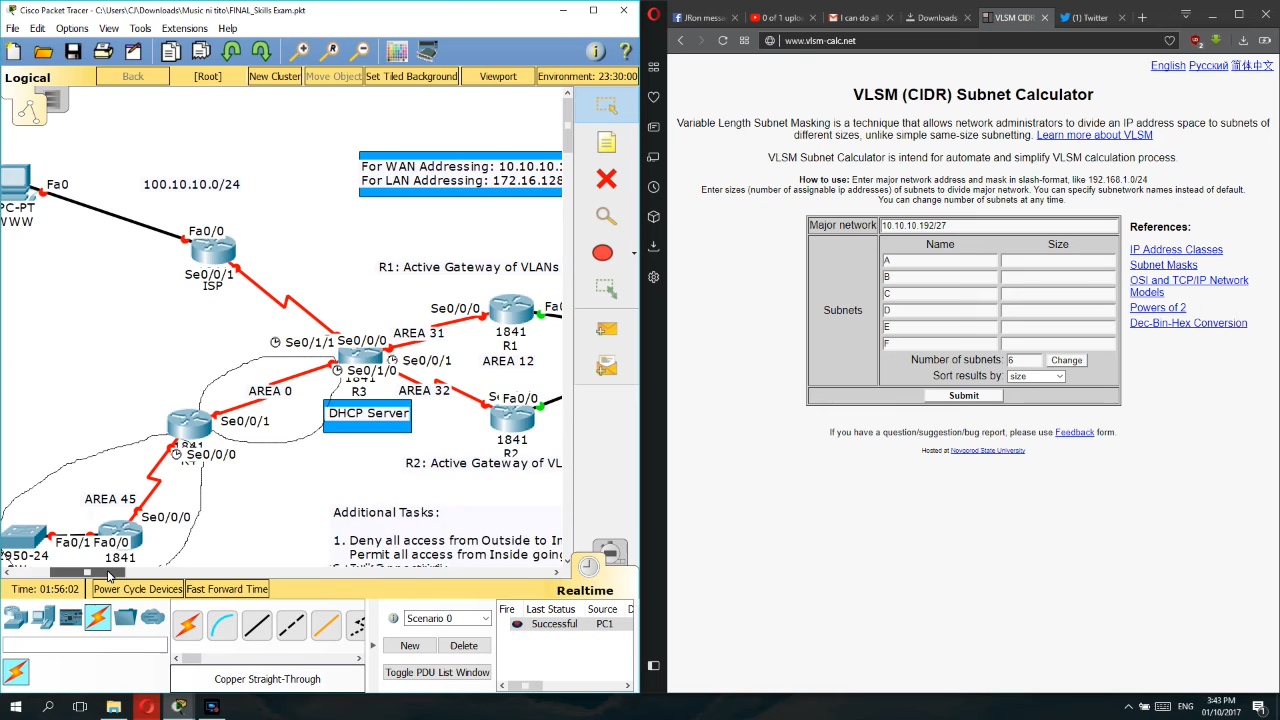 Cisco Packet Tracer - C:\Users\CJ\Downloads\Music ni tito\FINAL_Skills Exam.pkt
File Edit Options View Tools Extensions Help
Logical Back [Root] New Cluster Move Object Set Tiled Background Viewport Environment: 23:30:00
For WAN Addressing: 10.10.10.
For LAN Addressing: 172.16.128
Fa0
100.10.10.0/24
PC-PT
WWW
Fa0/0
Se0/0/1
ISP
R1: Active Gateway of VLANs
Se0/0/0
Fa
1841
R1
AREA 31
AREA 12
Se0/1/1
Se0/0/0
Se0/0/1
Se0/1/0
1841
R3
AREA 0
AREA 32
Fa0/0
DHCP Server
Se0/0/1
1841
R2
Se0/0/0
R2: Active Gateway of VL
AREA 45
Se0/0/0
2950-24
Fa0/1
Fa0/0
1841
Additional Tasks:
1. Deny all access from Outside to In
Permit all access from Inside going
Time: 01:56:02 Power Cycle Devices Fast Forward Time
Realtime
Scenario 0
New Delete
Toggle PDU List Window
Fire Last Status Source D
Successful PC1
Copper Straight-Through
JRon messa
0 of 1 uplo
I can do all
Downloads
VLSM CIDR
(1) Twitter
www.vlsm-calc.net
2
English Русский 简体中文
VLSM (CIDR) Subnet Calculator
Variable Length Subnet Masking is a technique that allows network administrators to divide an IP address space to subnets of
different sizes, unlike simple same-size subnetting. Learn more about VLSM
VLSM Subnet Calculator is intend for automate and simplify VLSM calculation process.
How to use: Enter major network address and mask in slash-format, like 192.168.1.0/24
Enter sizes (number of assignable ip addresses) of subnets to divide major network. You can specify subnetwork names instead of default.
You can change number of subnets at any time.
Major network 10.10.10.192/27
Name Size
Subnets
A
B
C
D
E
F
Number of subnets: 6 Change
Sort results by: size
Submit
References:
IP Address Classes
Subnet Masks
OSI and TCP/IP Network
Models
Powers of 2
Dec-Bin-Hex Conversion
If you have a question/suggestion/bug report, please use Feedback form.
Hosted at Novgorod State University
ENG
3:43 PM
01/10/2017
1